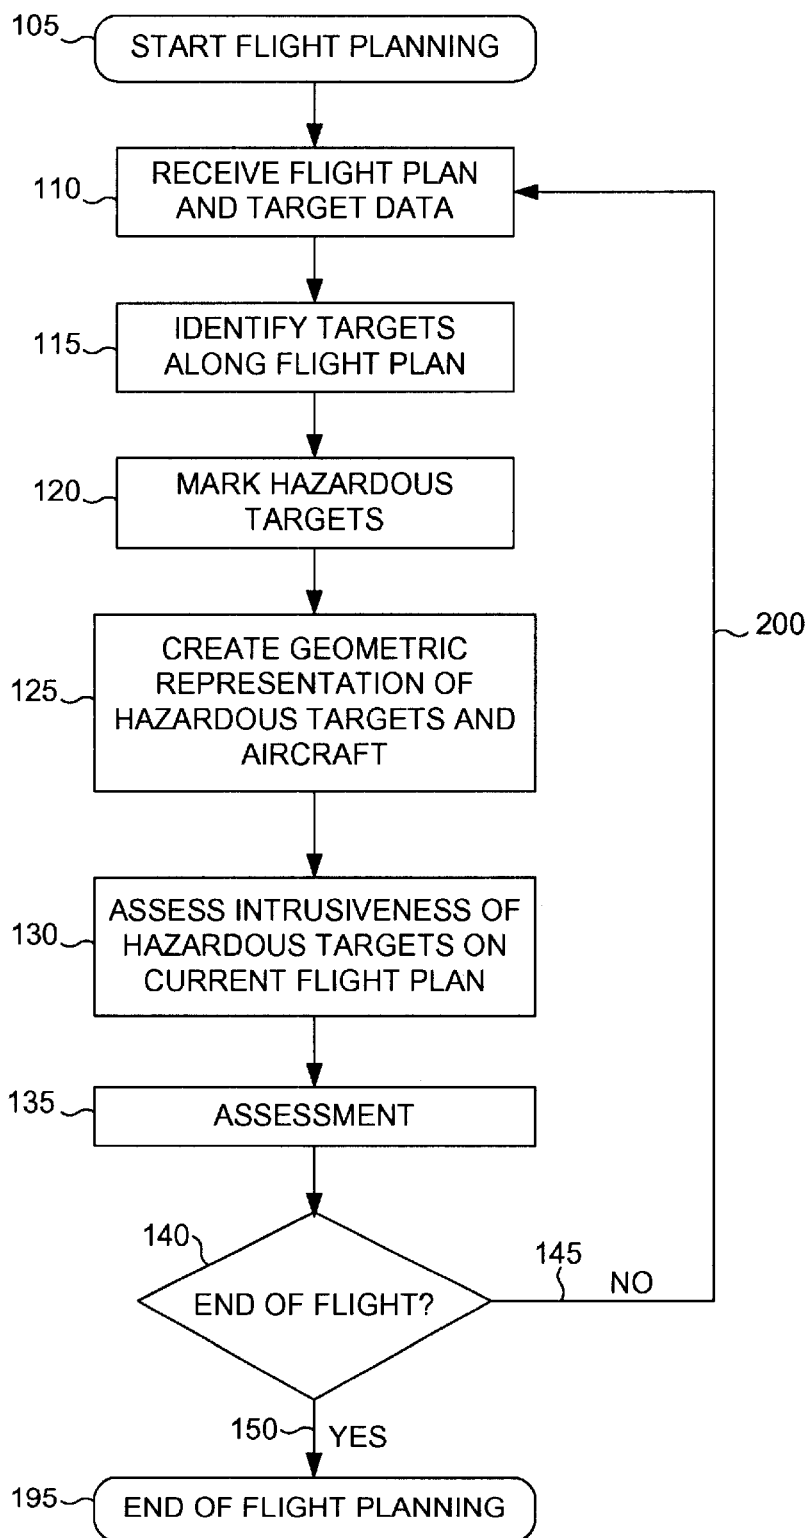 105
START FLIGHT PLANNING
110
RECEIVE FLIGHT PLAN
AND TARGET DATA
115
IDENTIFY TARGETS
ALONG FLIGHT PLAN
120
MARK HAZARDOUS
TARGETS
200
125
CREATE GEOMETRIC
REPRESENTATION OF
HAZARDOUS TARGETS AND
AIRCRAFT
130
ASSESS INTRUSIVENESS OF
HAZARDOUS TARGETS ON
CURRENT FLIGHT PLAN
135
ASSESSMENT
140
END OF FLIGHT?
145
NO
150
YES
195
END OF FLIGHT PLANNING